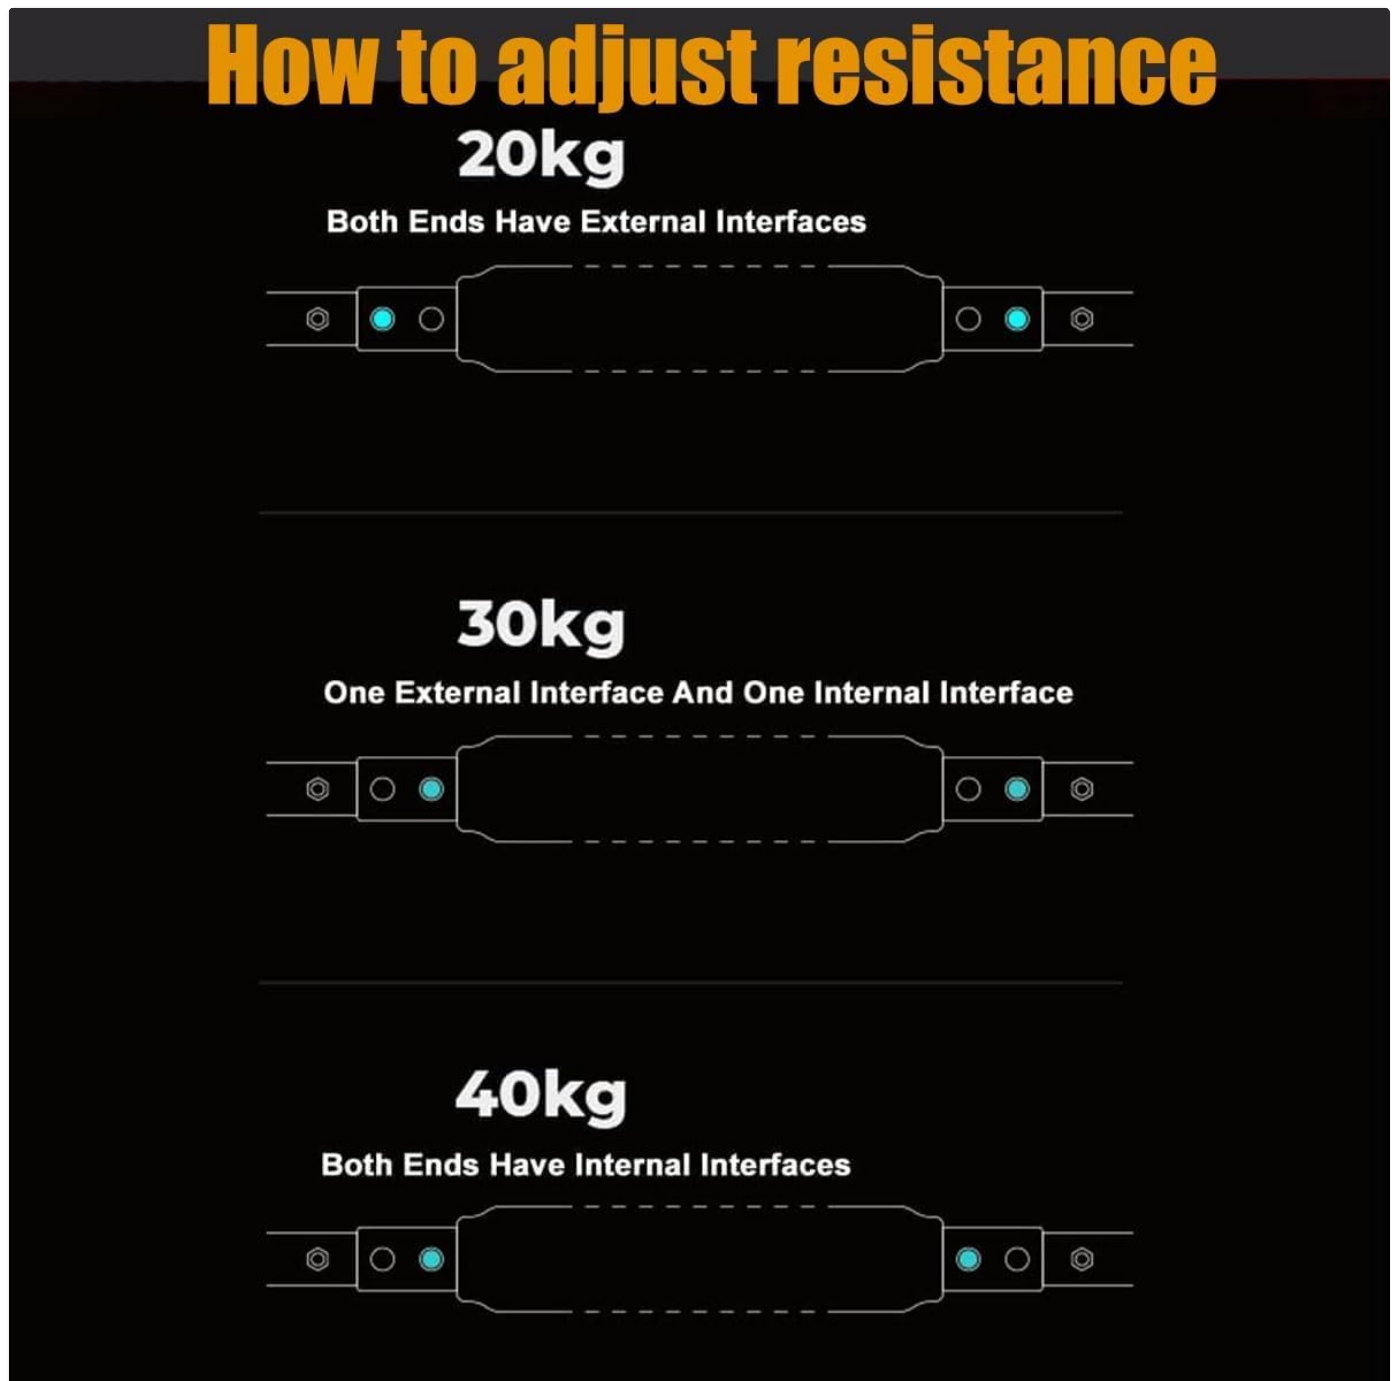 How to adjust resistance
20kg
Both Ends Have External Interfaces
30kg
One External Interface And One Internal Interface
40kg
Both Ends Have Internal Interfaces